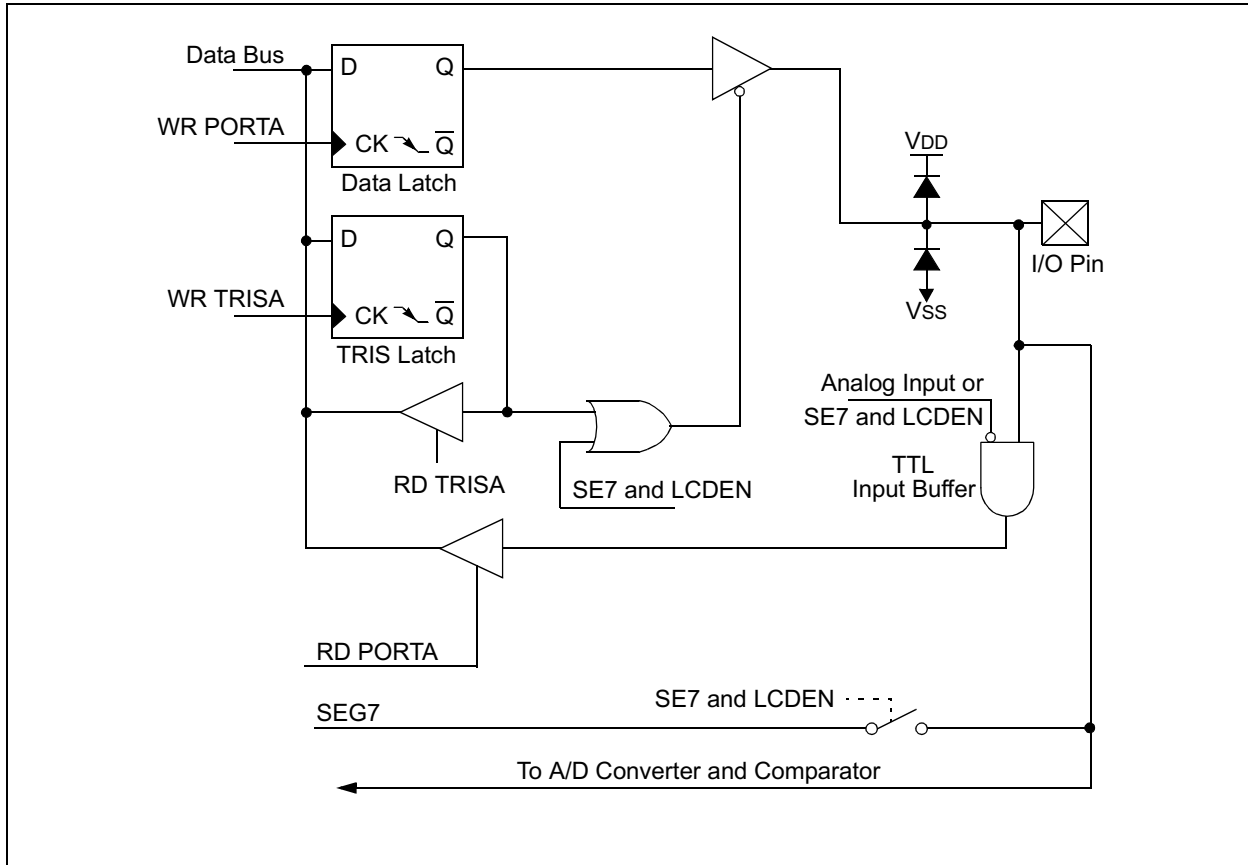 Data Bus
D Q
WR PORTA
CK Q
Data Latch
VDD
D Q
I/O Pin
WR TRISA
CK Q
VSS
TRIS Latch
Analog Input or
SE7 and LCDEN
RD TRISA
SE7 and LCDEN
TTL
Input Buffer
RD PORTA
SE7 and LCDEN
SEG7
To A/D Converter and Comparator